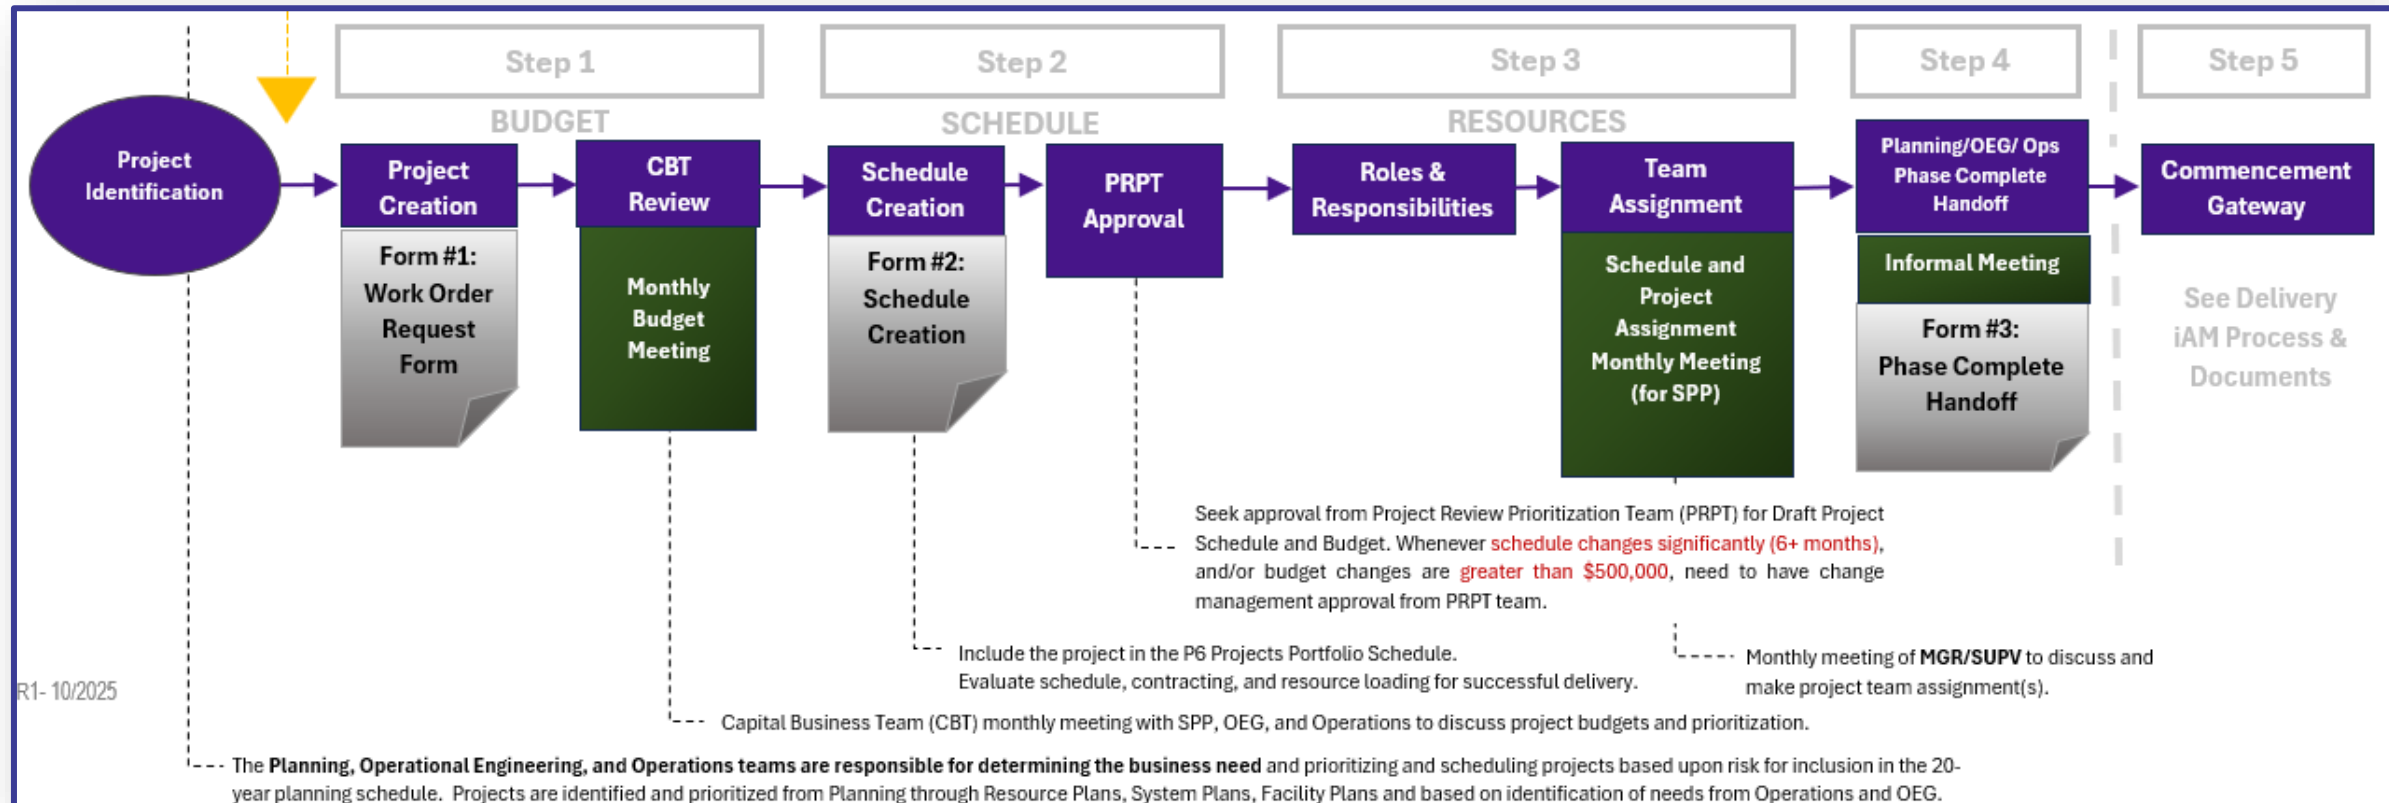 Step 1
Step 2
Step 3
Step 4
Step 5
BUDGET
SCHEDULE
RESOURCES
Project
Identification
Project
Creation
CBT
Review
Schedule
Creation
PRPT
Approval
Roles &
Responsibilities
Team
Assignment
Planning/OEG/ Ops
Phase Complete
Handoff
Commencement
Gateway
Form #1:
Work Order
Request
Form
Monthly
Budget
Meeting
Form #2:
Schedule
Creation
Schedule and
Project
Assignment
Monthly Meeting
(for SPP)
Informal Meeting
Form #3:
Phase Complete
Handoff
See Delivery
iAM Process &
Documents
Seek approval from Project Review Prioritization Team (PRPT) for Draft Project
Schedule and Budget. Whenever schedule changes significantly (6+ months),
and/or budget changes are greater than $500,000, need to have change
management approval from PRPT team.
Include the project in the P6 Projects Portfolio Schedule.
Evaluate schedule, contracting, and resource loading for successful delivery.
Monthly meeting of MGR/SUPV to discuss and
make project team assignment(s).
R1- 10/2025
Capital Business Team (CBT) monthly meeting with SPP, OEG, and Operations to discuss project budgets and prioritization.
The Planning, Operational Engineering, and Operations teams are responsible for determining the business need and prioritizing and scheduling projects based upon risk for inclusion in the 20-
year planning schedule. Projects are identified and prioritized from Planning through Resource Plans, System Plans, Facility Plans and based on identification of needs from Operations and OEG.